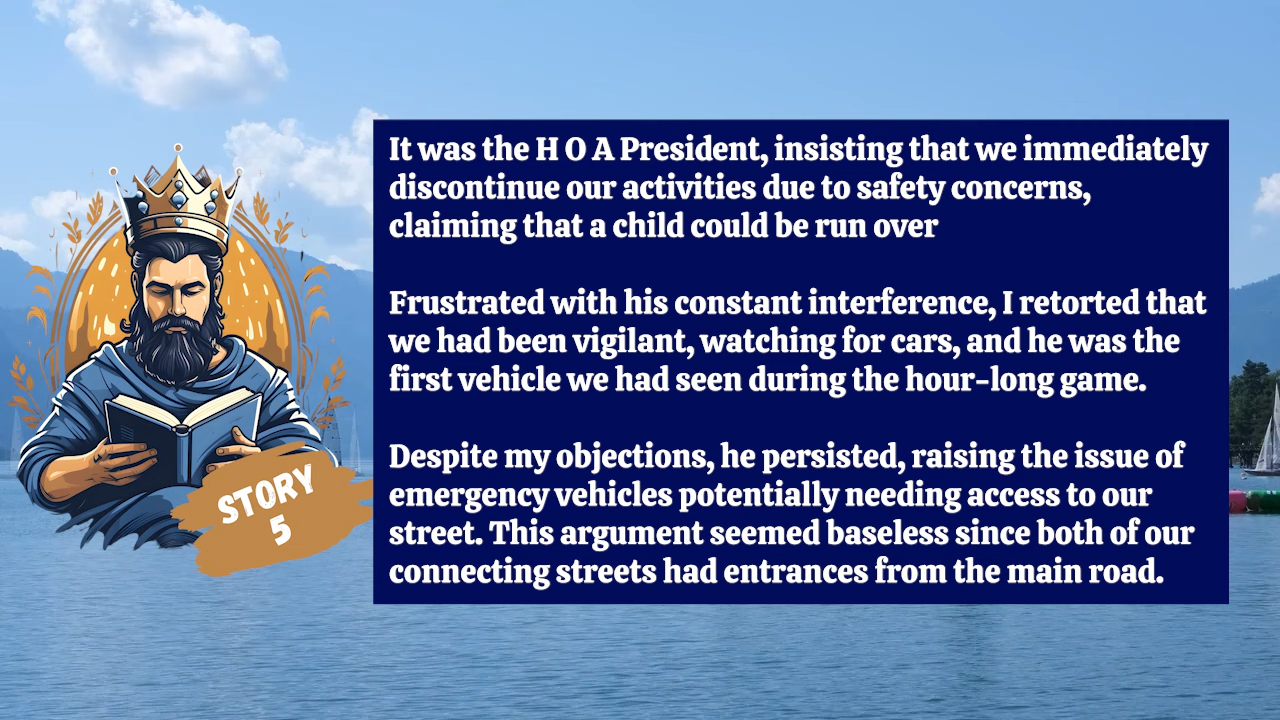 It was the H O A President, insisting that we immediately
discontinue our activities due to safety concerns,
claiming that a child could be run over
Frustrated with his constant interference, I retorted that
we had been vigilant, watching for cars, and he was the
first vehicle we had seen during the hour-long game.
Despite my objections, he persisted, raising the issue of
emergency vehicles potentially needing access to our
street. This argument seemed baseless since both of our
connecting streets had entrances from the main road.
STORY
5